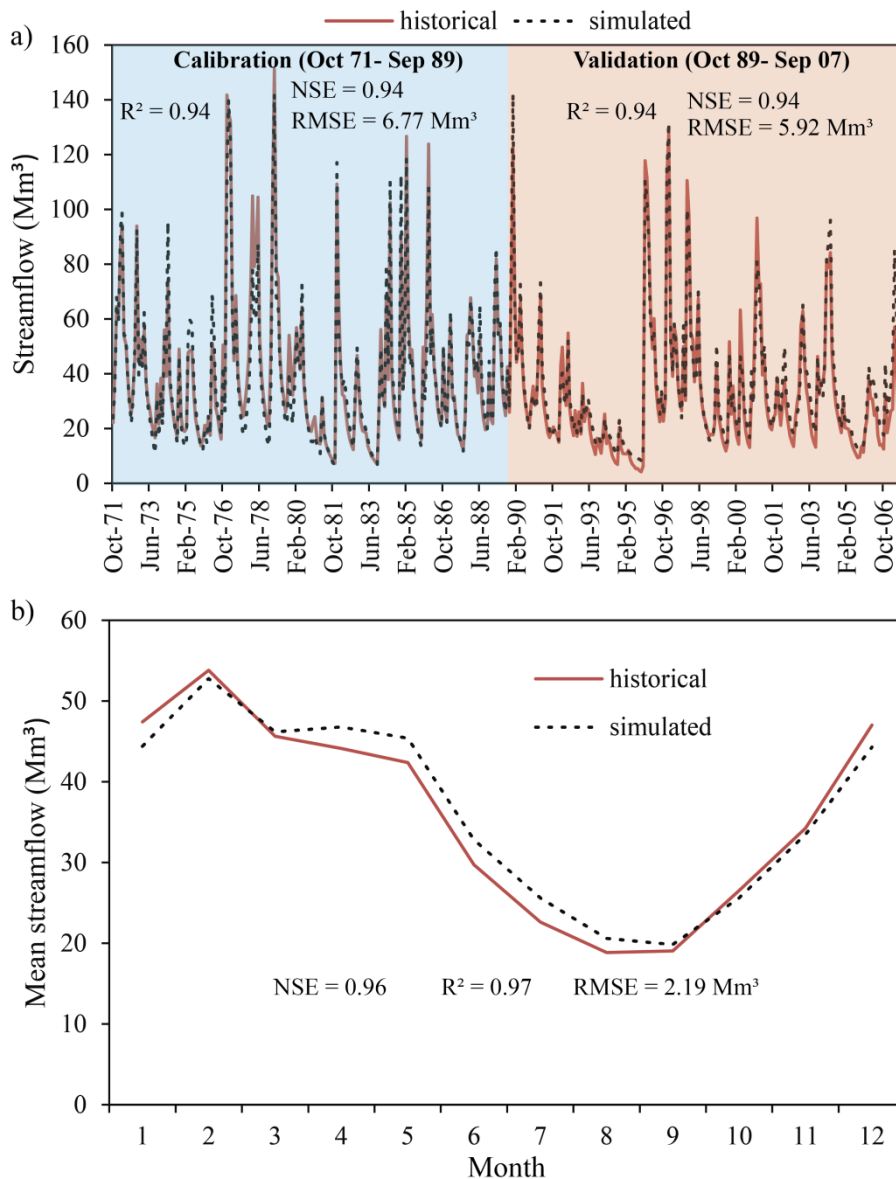 historical simulated
a)
Calibration (Oct 71- Sep 89) Validation (Oct 89- Sep 07)
R² = 0.94 NSE = 0.94 R² = 0.94 NSE = 0.94
RMSE = 6.77 Mm³ RMSE = 5.92 Mm³
Streamflow (Mm³)
160
140
120
100
80
60
40
20
0
Oct-71 Jun-73 Feb-75 Oct-76 Jun-78 Feb-80 Oct-81 Jun-83 Feb-85 Oct-86 Jun-88 Feb-90 Oct-91 Jun-93 Feb-95 Oct-96 Jun-98 Feb-00 Oct-01 Jun-03 Feb-05 Oct-06
b)
Mean streamflow (Mm³)
60
50
40
30
20
10
0
historical
simulated
NSE = 0.96 R² = 0.97 RMSE = 2.19 Mm³
1 2 3 4 5 6 7 8 9 10 11 12
Month